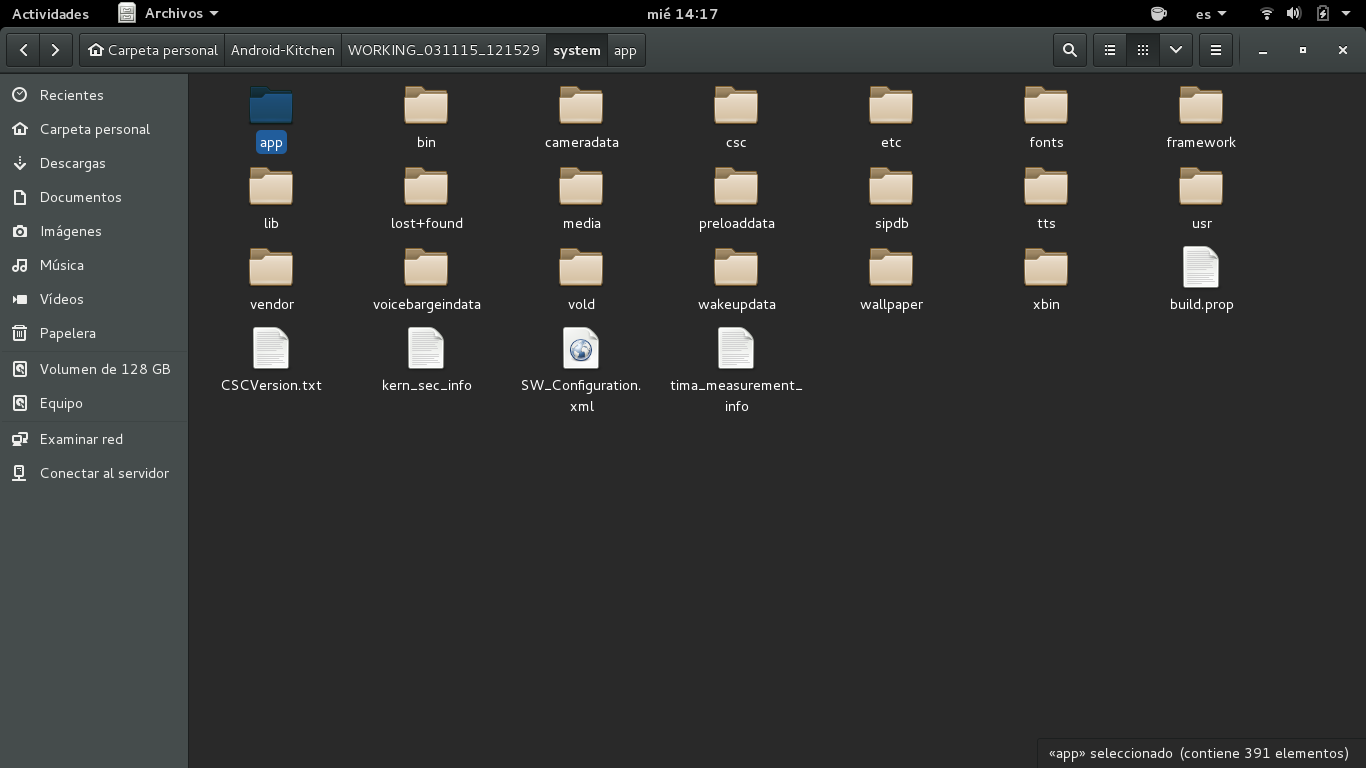 Actividades Archivos mié 14:17 es
Carpeta personal Android-Kitchen WORKING_031115_121529 system app
Recientes
Carpeta personal
Descargas
Documentos
Imágenes
Música
Vídeos
Papelera
Volumen de 128 GB
Equipo
Examinar red
Conectar al servidor
app bin cameradata csc etc fonts framework
lib lost+found media preloaddata sipdb tts usr
vendor voicebargeindata vold wakeupdata wallpaper xbin build.prop
CSCVersion.txt kern_sec_info SW_Configuration. tima_measurement_
xml info
«app» seleccionado (contiene 391 elementos)